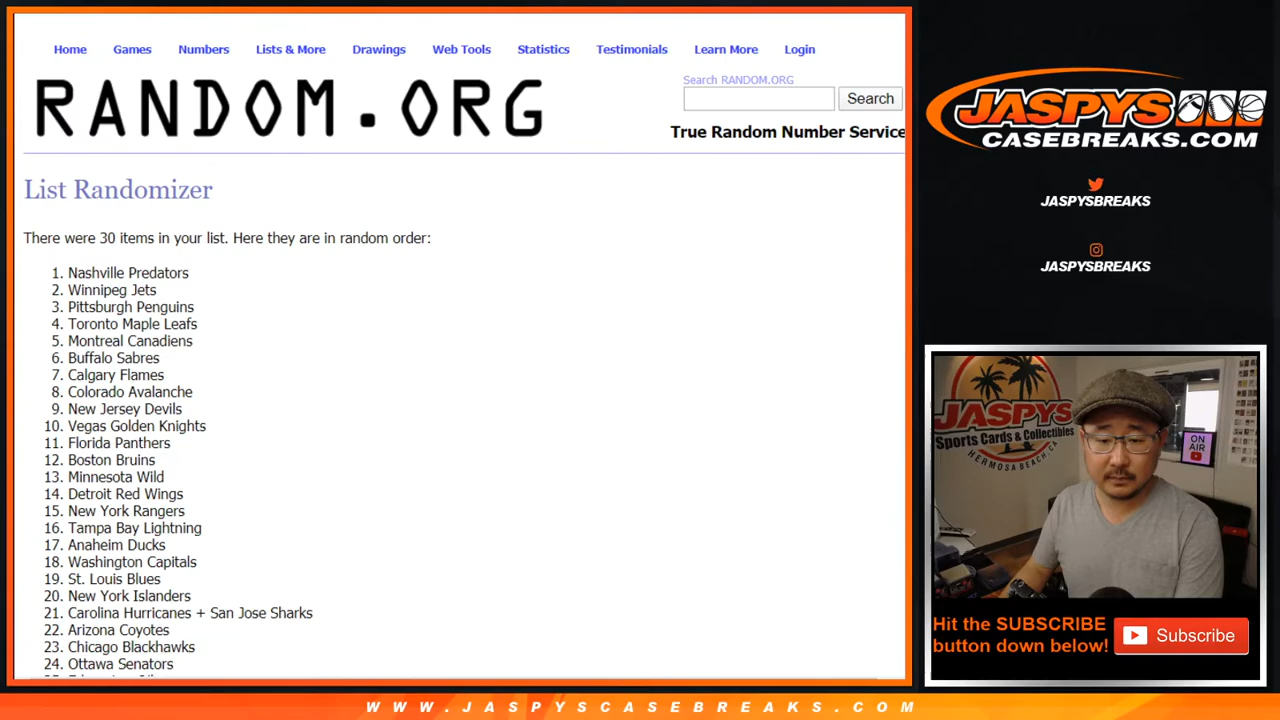 Home Games Numbers Lists & More Drawings Web Tools Statistics Testimonials Learn More Login
RANDOM.ORG
Search RANDOM.ORG
Search
True Random Number Service
List Randomizer
There were 30 items in your list. Here they are in random order:
1. Nashville Predators
2. Winnipeg Jets
3. Pittsburgh Penguins
4. Toronto Maple Leafs
5. Montreal Canadiens
6. Buffalo Sabres
7. Calgary Flames
8. Colorado Avalanche
9. New Jersey Devils
10. Vegas Golden Knights
11. Florida Panthers
12. Boston Bruins
13. Minnesota Wild
14. Detroit Red Wings
15. New York Rangers
16. Tampa Bay Lightning
17. Anaheim Ducks
18. Washington Capitals
19. St. Louis Blues
20. New York Islanders
21. Carolina Hurricanes + San Jose Sharks
22. Arizona Coyotes
23. Chicago Blackhawks
24. Ottawa Senators
JASPYS
CASEBREAKS.COM
JASPYSBREAKS
JASPYSBREAKS
JASPYS
Sports Cards & Collectibles
HERMOSA BEACH, CA
ON
AIR
Hit the SUBSCRIBE
button down below!
Subscribe
WWW.JASPYSCASEBREAKS.COM